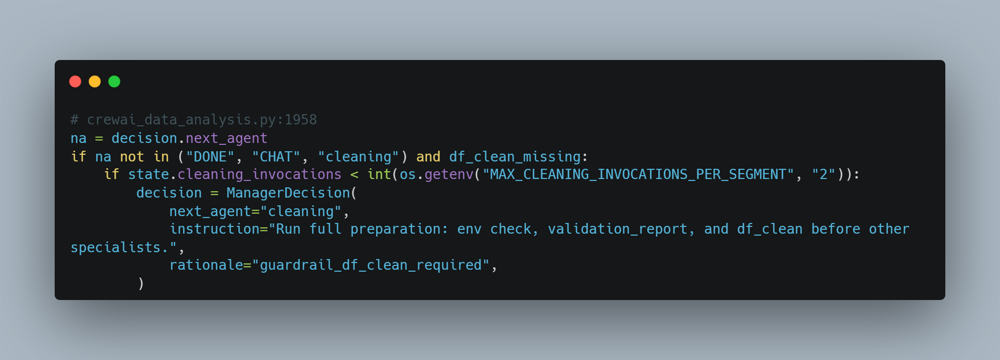 # crewai_data_analysis.py:1958
na = decision.next_agent
if na not in ("DONE", "CHAT", "cleaning") and df_clean_missing:
    if state.cleaning_invocations < int(os.getenv("MAX_CLEANING_INVOCATIONS_PER_SEGMENT", "2")):
        decision = ManagerDecision(
            next_agent="cleaning",
            instruction="Run full preparation: env check, validation_report, and df_clean before other
specialists.",
            rationale="guardrail_df_clean_required",
        )